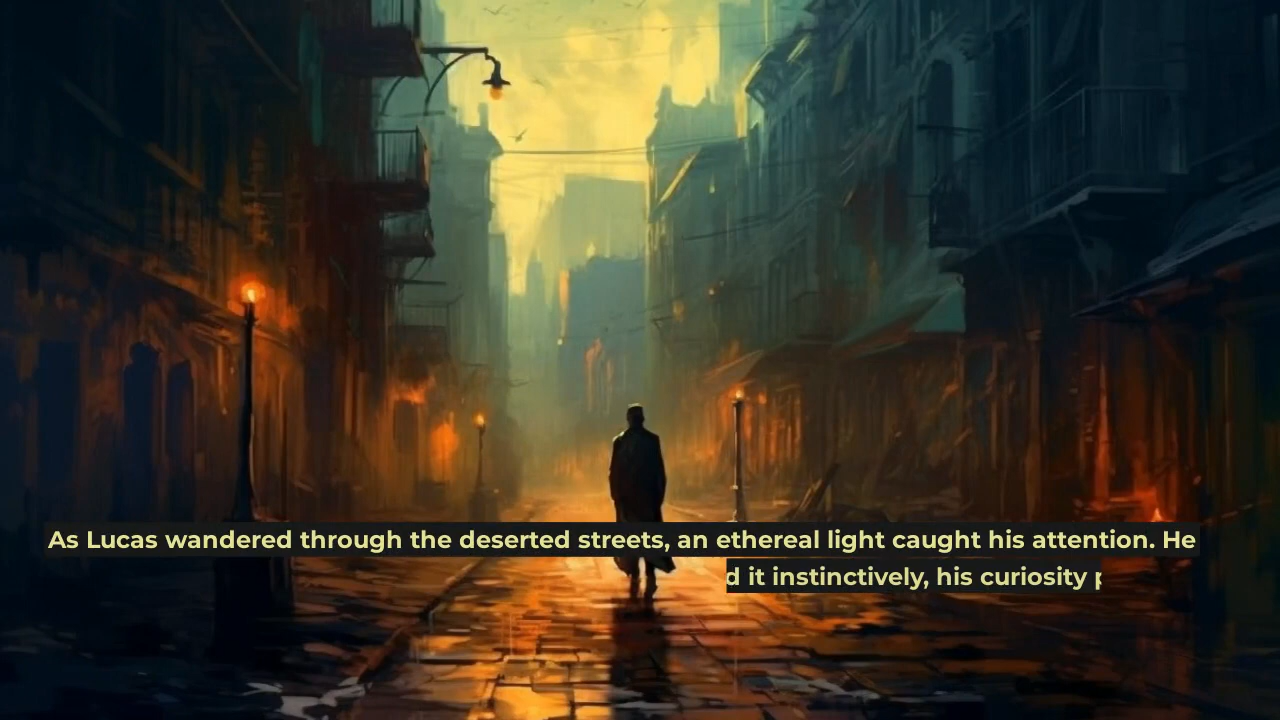 As Lucas wandered through the deserted streets, an ethereal light caught his attention. He
it instinctively, his curiosity